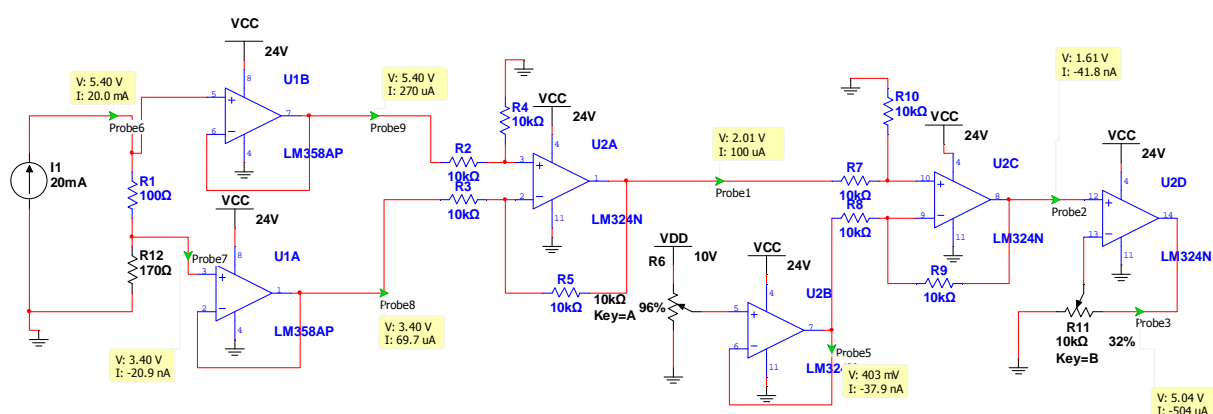 V: 5.40 V
I: 20.0 mA
Probe6
I1
20mA
R1
100Ω
R12
170Ω
Probe7
V: 3.40 V
I: -20.9 nA
VCC
24V
U1B
8
5
6
7
4
LM358AP
VCC
24V
U1A
8
3
2
1
4
LM358AP
V: 5.40 V
I: 270 uA
Probe9
Probe8
V: 3.40 V
I: 69.7 uA
R4
10kΩ
R2
10kΩ
R3
10kΩ
VCC
24V
U2A
4
3
2
1
11
LM324N
R5
10kΩ
V: 2.01 V
I: 100 uA
Probe1
VDD
10V
R6
10kΩ
Key=A
96%
VCC
24V
U2B
4
5
6
7
11
LM324N
Probe5
V: 403 mV
I: -37.9 nA
R10
10kΩ
R7
10kΩ
R8
10kΩ
VCC
24V
U2C
4
10
9
8
11
LM324N
R9
10kΩ
V: 1.61 V
I: -41.8 nA
Probe2
VCC
24V
U2D
4
12
13
14
11
LM324N
R11
10kΩ
Key=B
32%
Probe3
V: 5.04 V
I: -504 uA